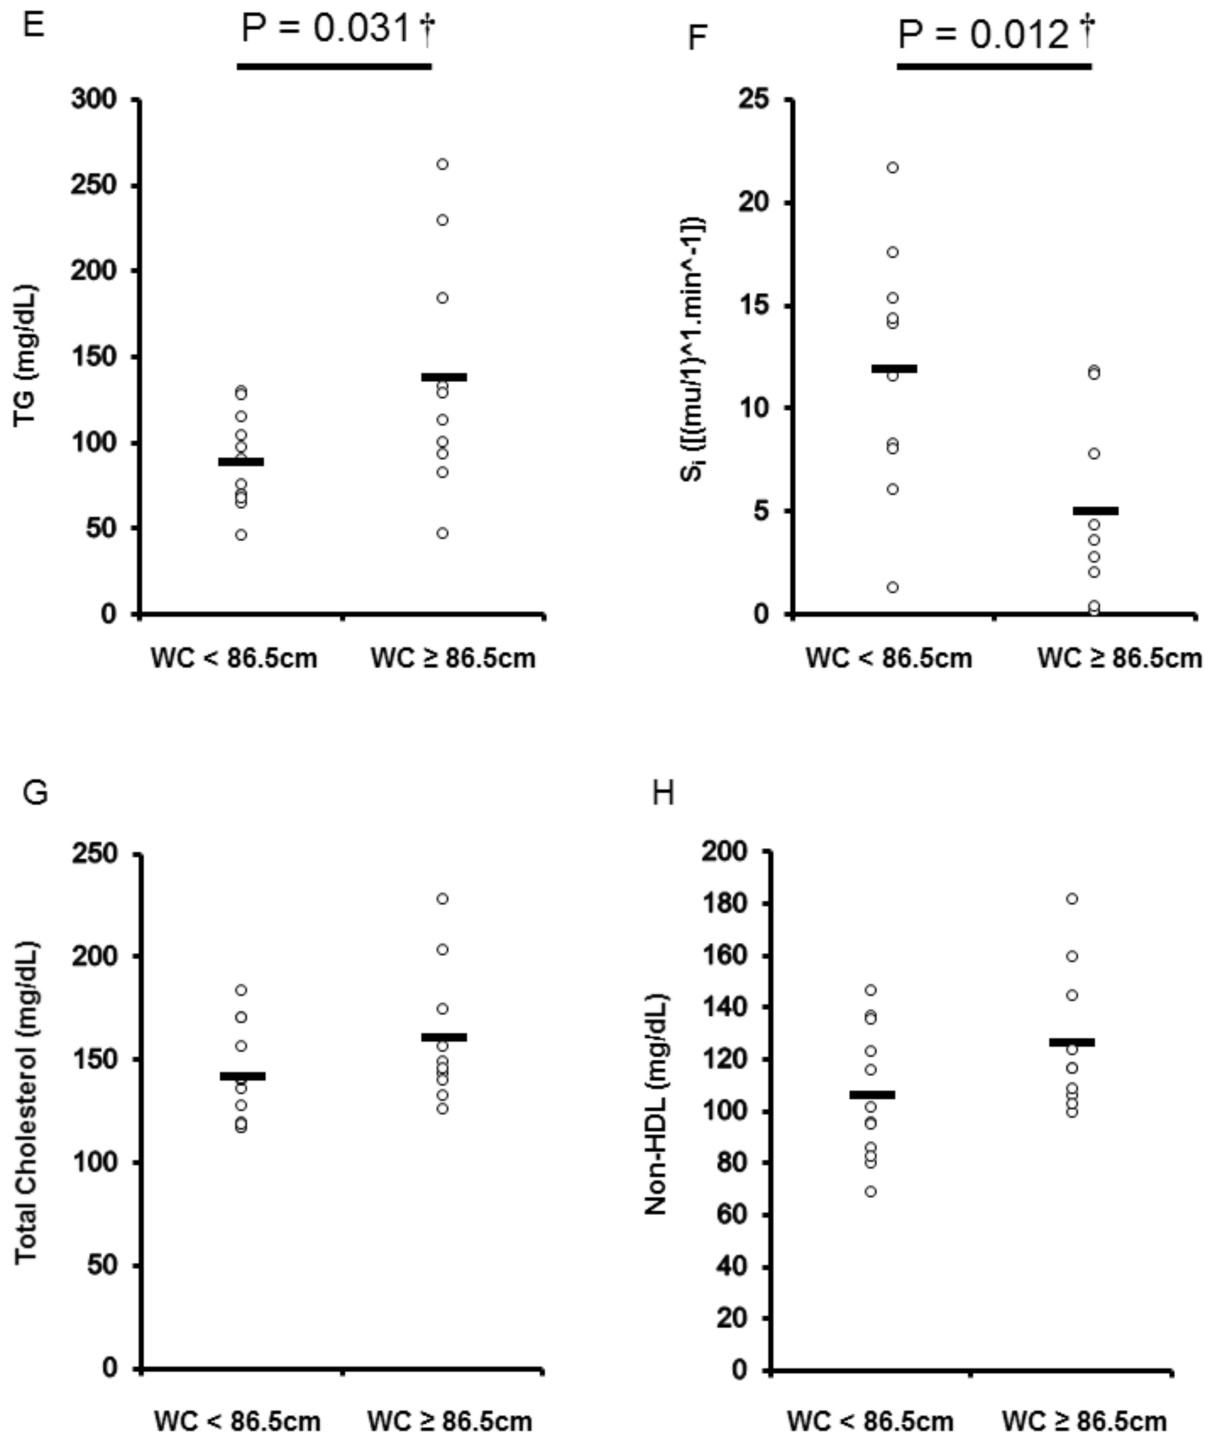 E
P = 0.031 †
300
250
200
150
100
50
0
TG (mg/dL)
WC < 86.5cm
WC ≥ 86.5cm
F
P = 0.012 †
25
20
15
10
5
0
Si ([(mu/1)^1.min^-1])
WC < 86.5cm
WC ≥ 86.5cm
G
250
200
150
100
50
0
Total Cholesterol (mg/dL)
WC < 86.5cm
WC ≥ 86.5cm
H
200
180
160
140
120
100
80
60
40
20
0
Non-HDL (mg/dL)
WC < 86.5cm
WC ≥ 86.5cm